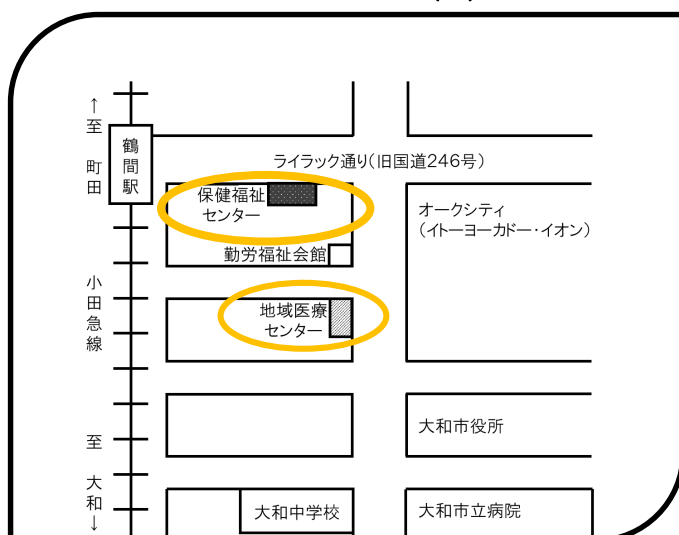 ↑至 町田
鶴間駅
小田急線
至 大和↓
ライラック通り(旧国道246号)
保健福祉
センター
勤労福祉会館
地域医療
センター
オークシティ
(イトーヨーカドー・イオン)
大和市役所
大和中学校
大和市立病院